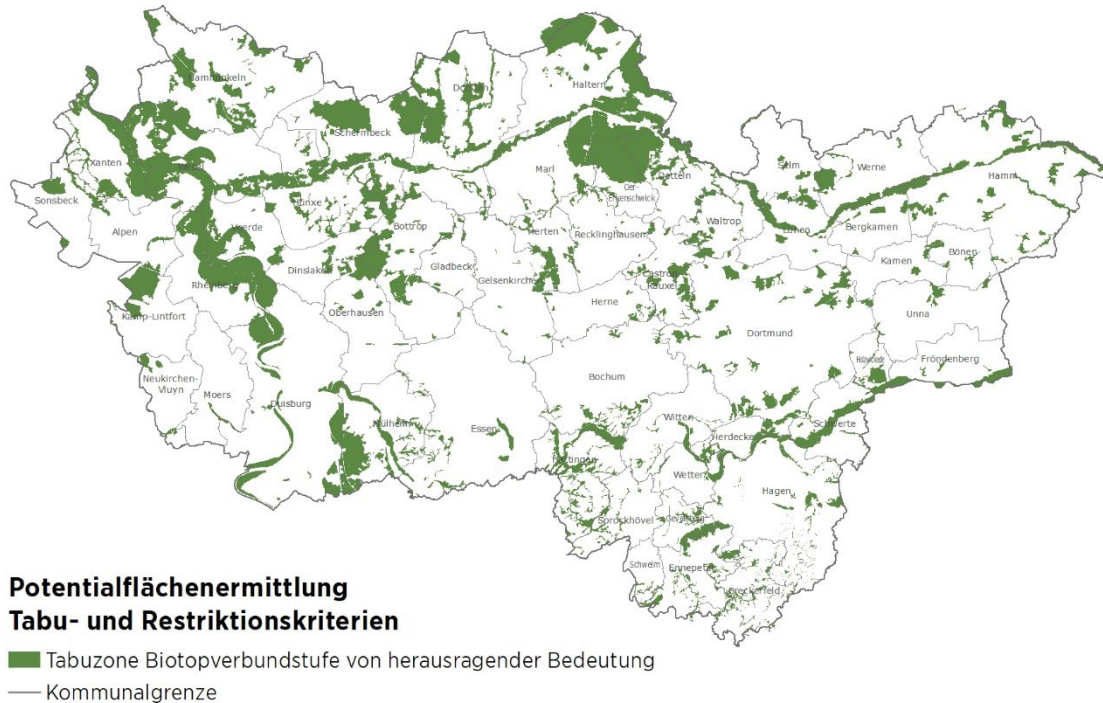 Hamminkeln
Dorsten
Haltern
Schermbeck
Xanten
Wesel
Selm
Werne
Hamm
Sonsbeck
Marl
Datteln
Oer-
Erkenschwick
Hünxe
Alpen
Voerde
Bottrop
Herten
Recklinghausen
Waltrop
Lünen
Bergkamen
Bönen
Dinslaken
Gladbeck
Kamen
Rheinberg
Gelsenkirchen
Castrop
Rauxel
Kamp-Lintfort
Oberhausen
Herne
Unna
Dortmund
Holzwickede
Fröndenberg
Neukirchen-
Vluyn
Moers
Bochum
Duisburg
Mülheim
Essen
Witten
Herdecke
Schwerte
Hattingen
Wetter
Hagen
Sprockhövel
Gevelsberg
Schwelm
Ennepetal
Breckerfeld
Potentialflächenermittlung
Tabu- und Restriktionskriterien
Tabuzone Biotopverbundstufe von herausragender Bedeutung
Kommunalgrenze